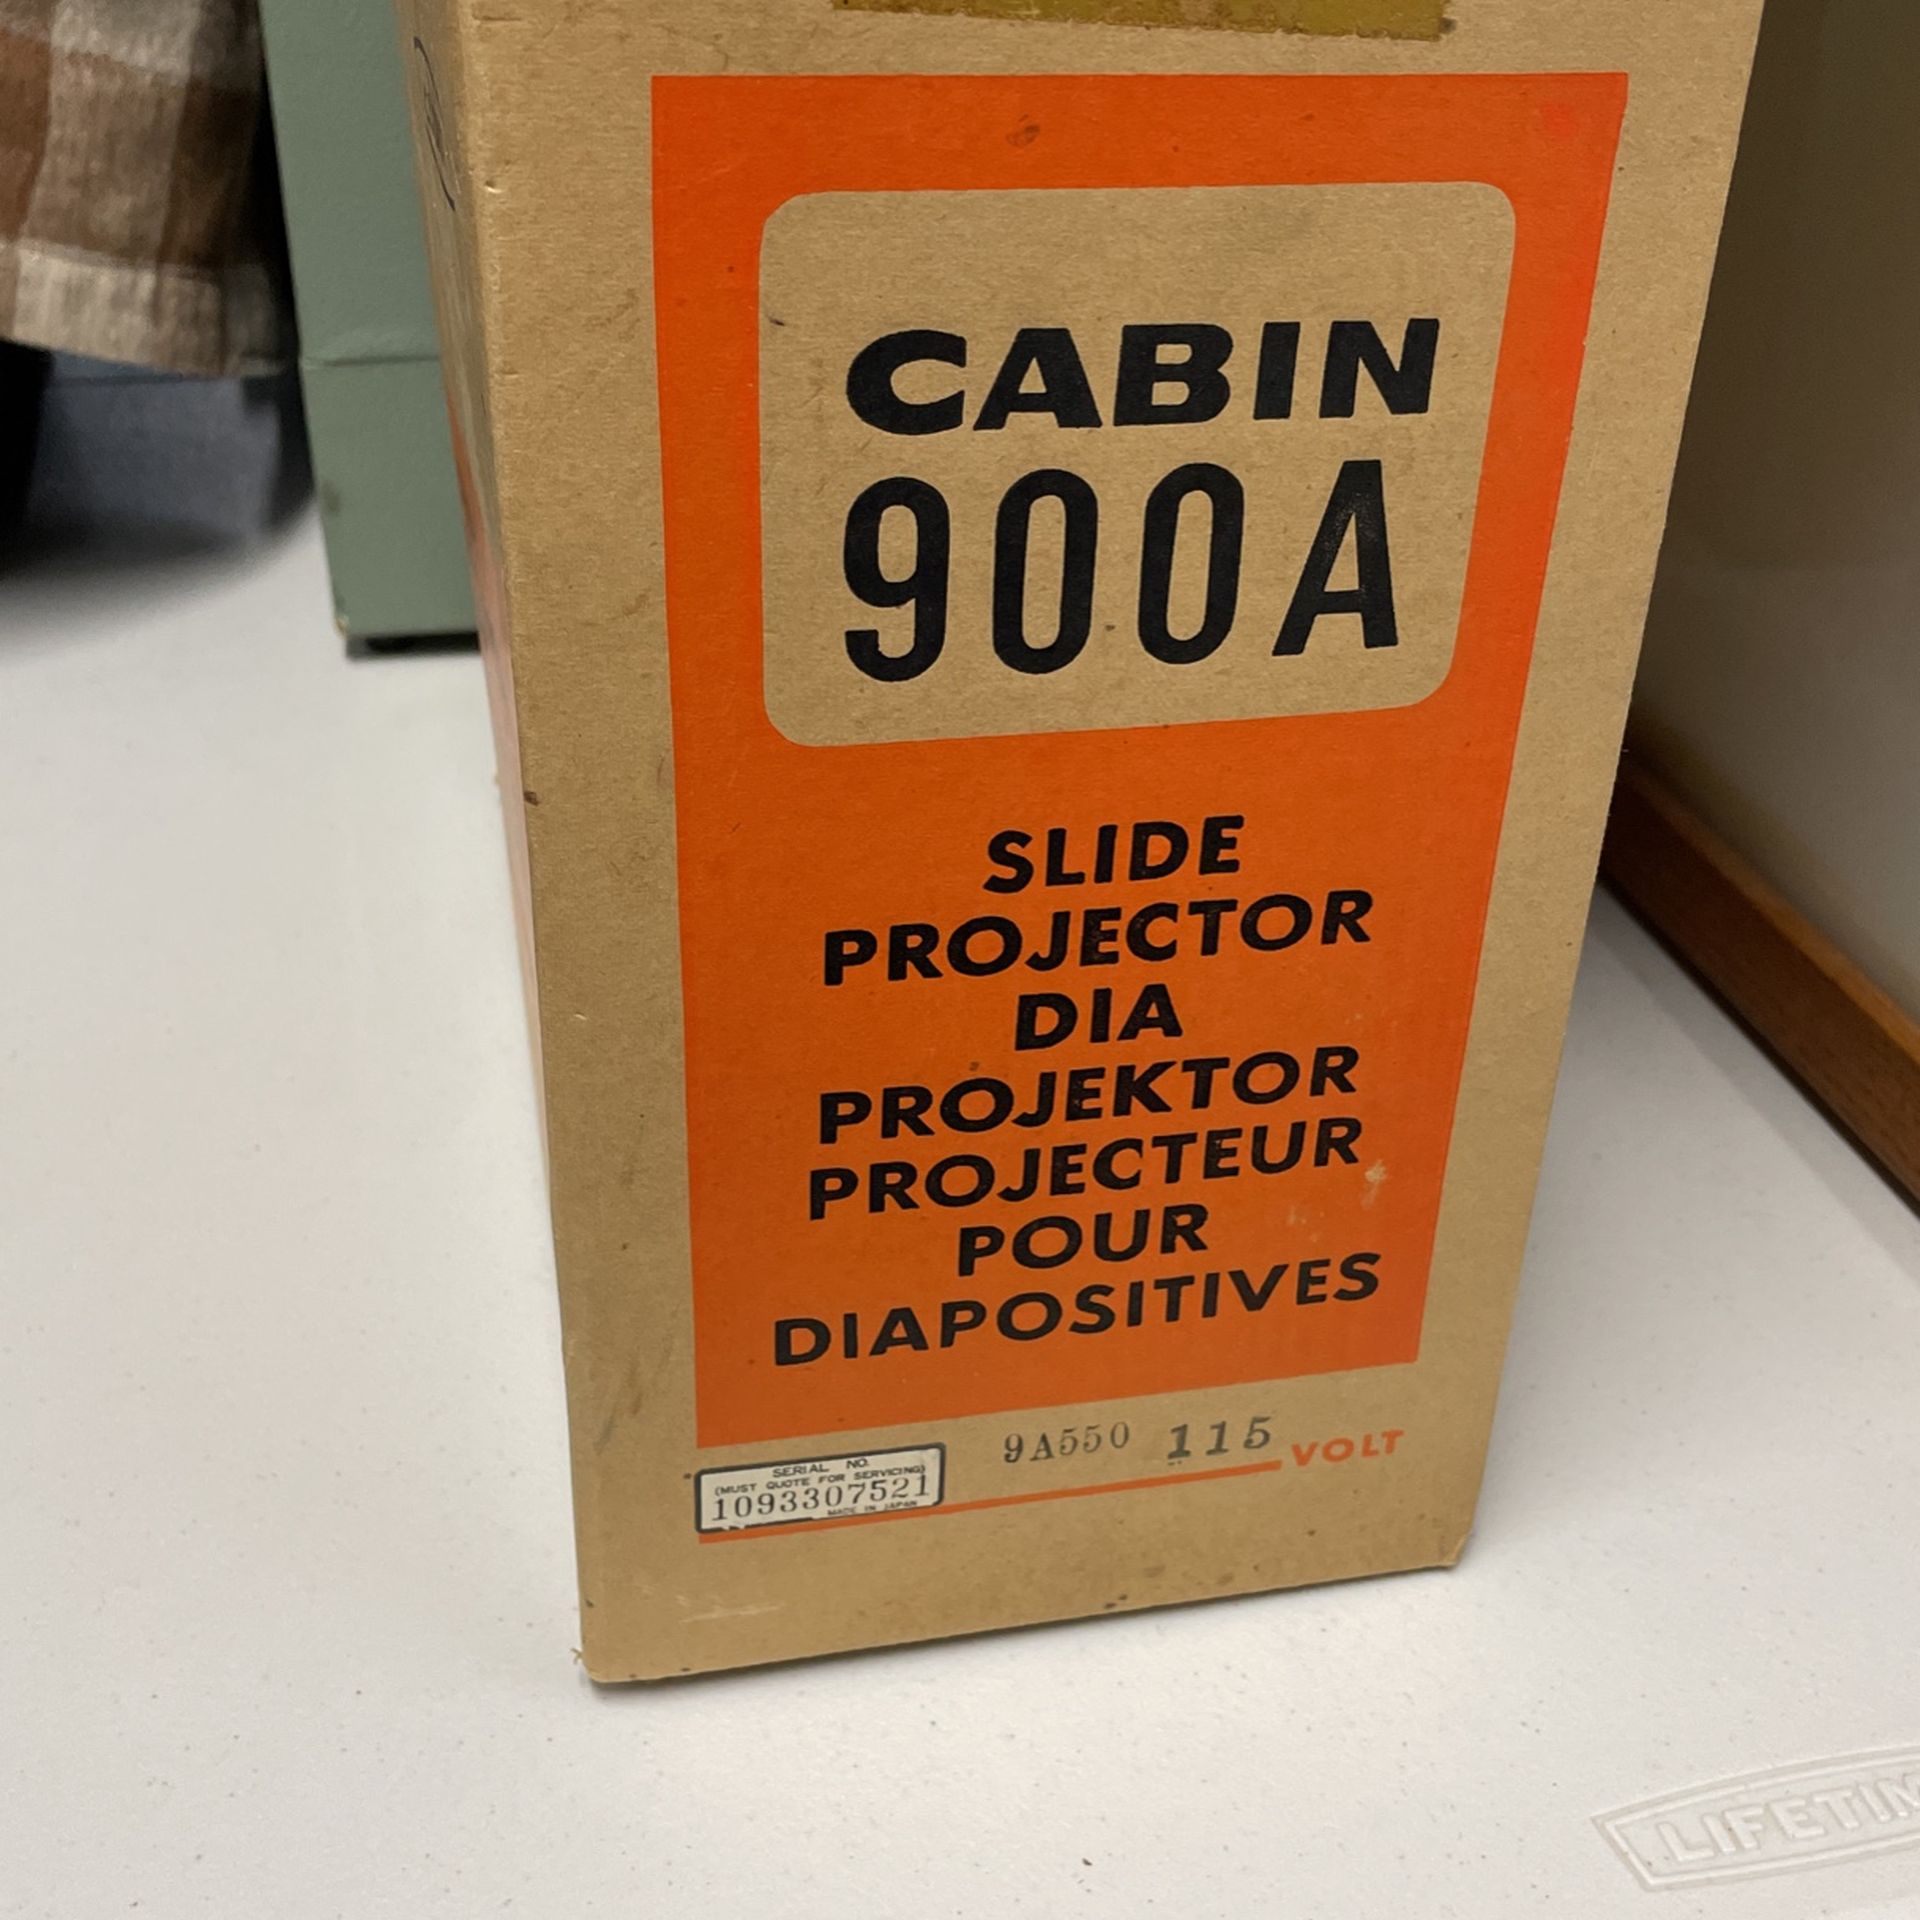 CABIN
900A
SLIDE
PROJECTOR
DIA
PROJEKTOR
PROJECTEUR
POUR
DIAPOSITIVES
9A550 115 VOLT
SERIAL NO.
(MUST QUOTE FOR SERVICING)
1093307521
MADE IN JAPAN